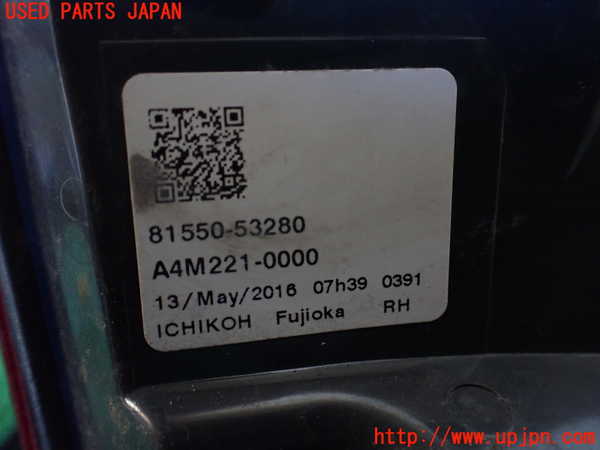 USED PARTS JAPAN
81550-53280
A4M221-0000
13/May/2016 07h39 0391
ICHIKOH Fujioka RH
http://www.upjpn.com/